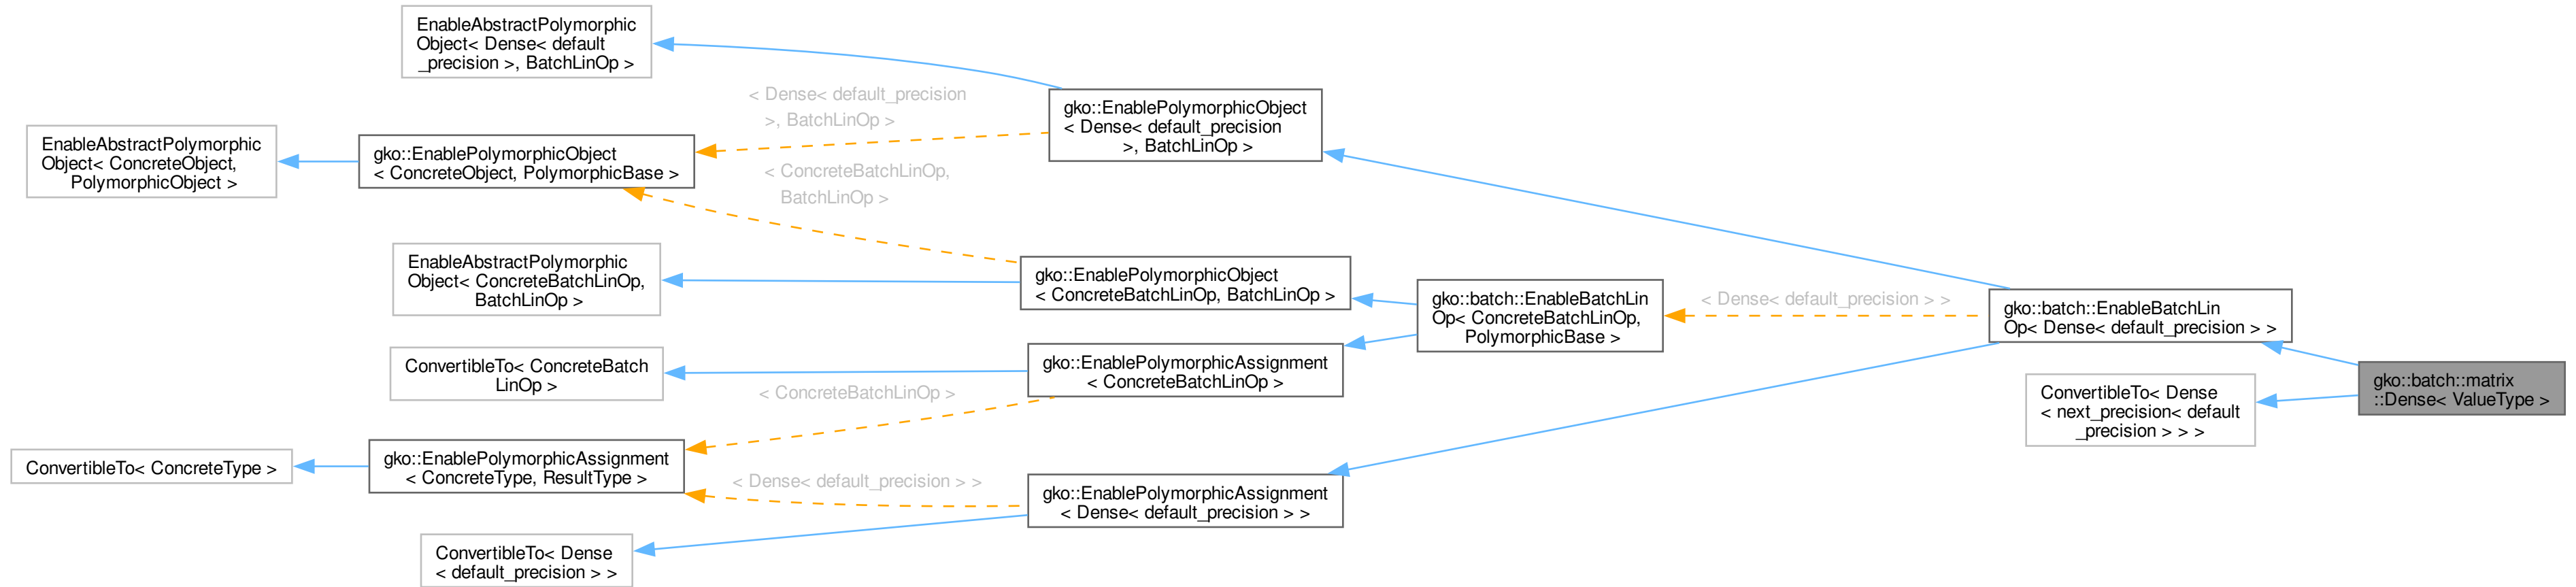 EnableAbstractPolymorphic
Object< Dense< default
_precision >, BatchLinOp >
< Dense< default_precision
>, BatchLinOp >
gko::EnablePolymorphicObject
< Dense< default_precision
>, BatchLinOp >
EnableAbstractPolymorphic
Object< ConcreteObject,
PolymorphicObject >
gko::EnablePolymorphicObject
< ConcreteObject, PolymorphicBase >
< ConcreteBatchLinOp,
BatchLinOp >
EnableAbstractPolymorphic
Object< ConcreteBatchLinOp,
BatchLinOp >
gko::EnablePolymorphicObject
< ConcreteBatchLinOp, BatchLinOp >
gko::batch::EnableBatchLin
Op< ConcreteBatchLinOp,
PolymorphicBase >
< Dense< default_precision > >
gko::batch::EnableBatchLin
Op< Dense< default_precision > >
ConvertibleTo< ConcreteBatch
LinOp >
gko::EnablePolymorphicAssignment
< ConcreteBatchLinOp >
< ConcreteBatchLinOp >
ConvertibleTo< Dense
< next_precision< default
_precision > > >
gko::batch::matrix
::Dense< ValueType >
ConvertibleTo< ConcreteType >
gko::EnablePolymorphicAssignment
< ConcreteType, ResultType >
< Dense< default_precision > >
gko::EnablePolymorphicAssignment
< Dense< default_precision > >
ConvertibleTo< Dense
< default_precision > >